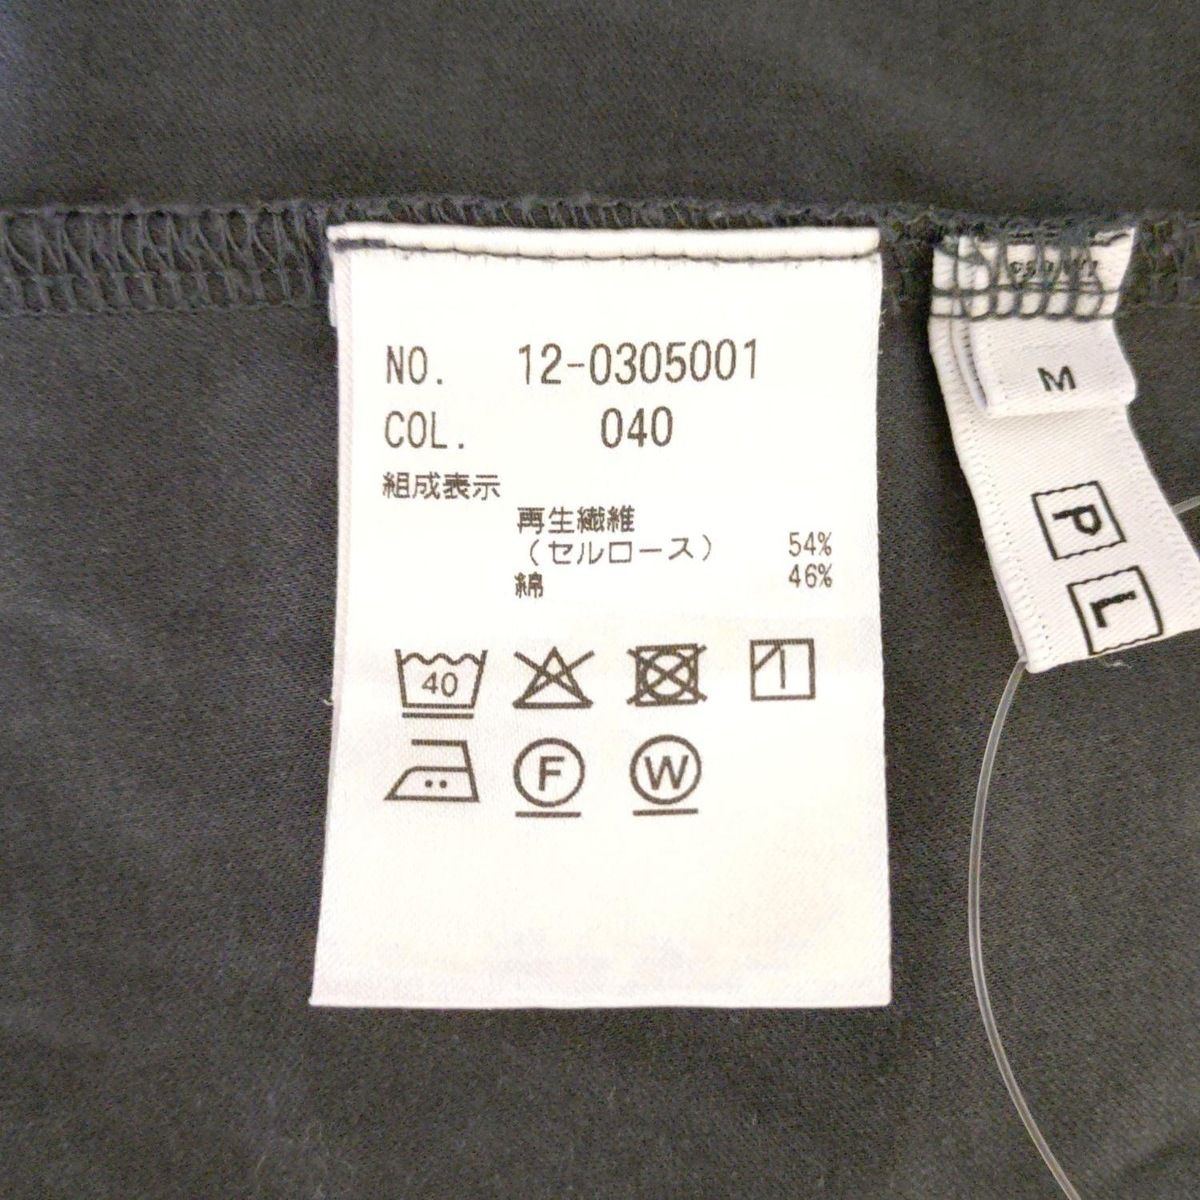 NO. 12-0305001
COL. 040
組成表示
再生繊維
(セルロース) 54%
綿 46%
40
F
W
M
P
L